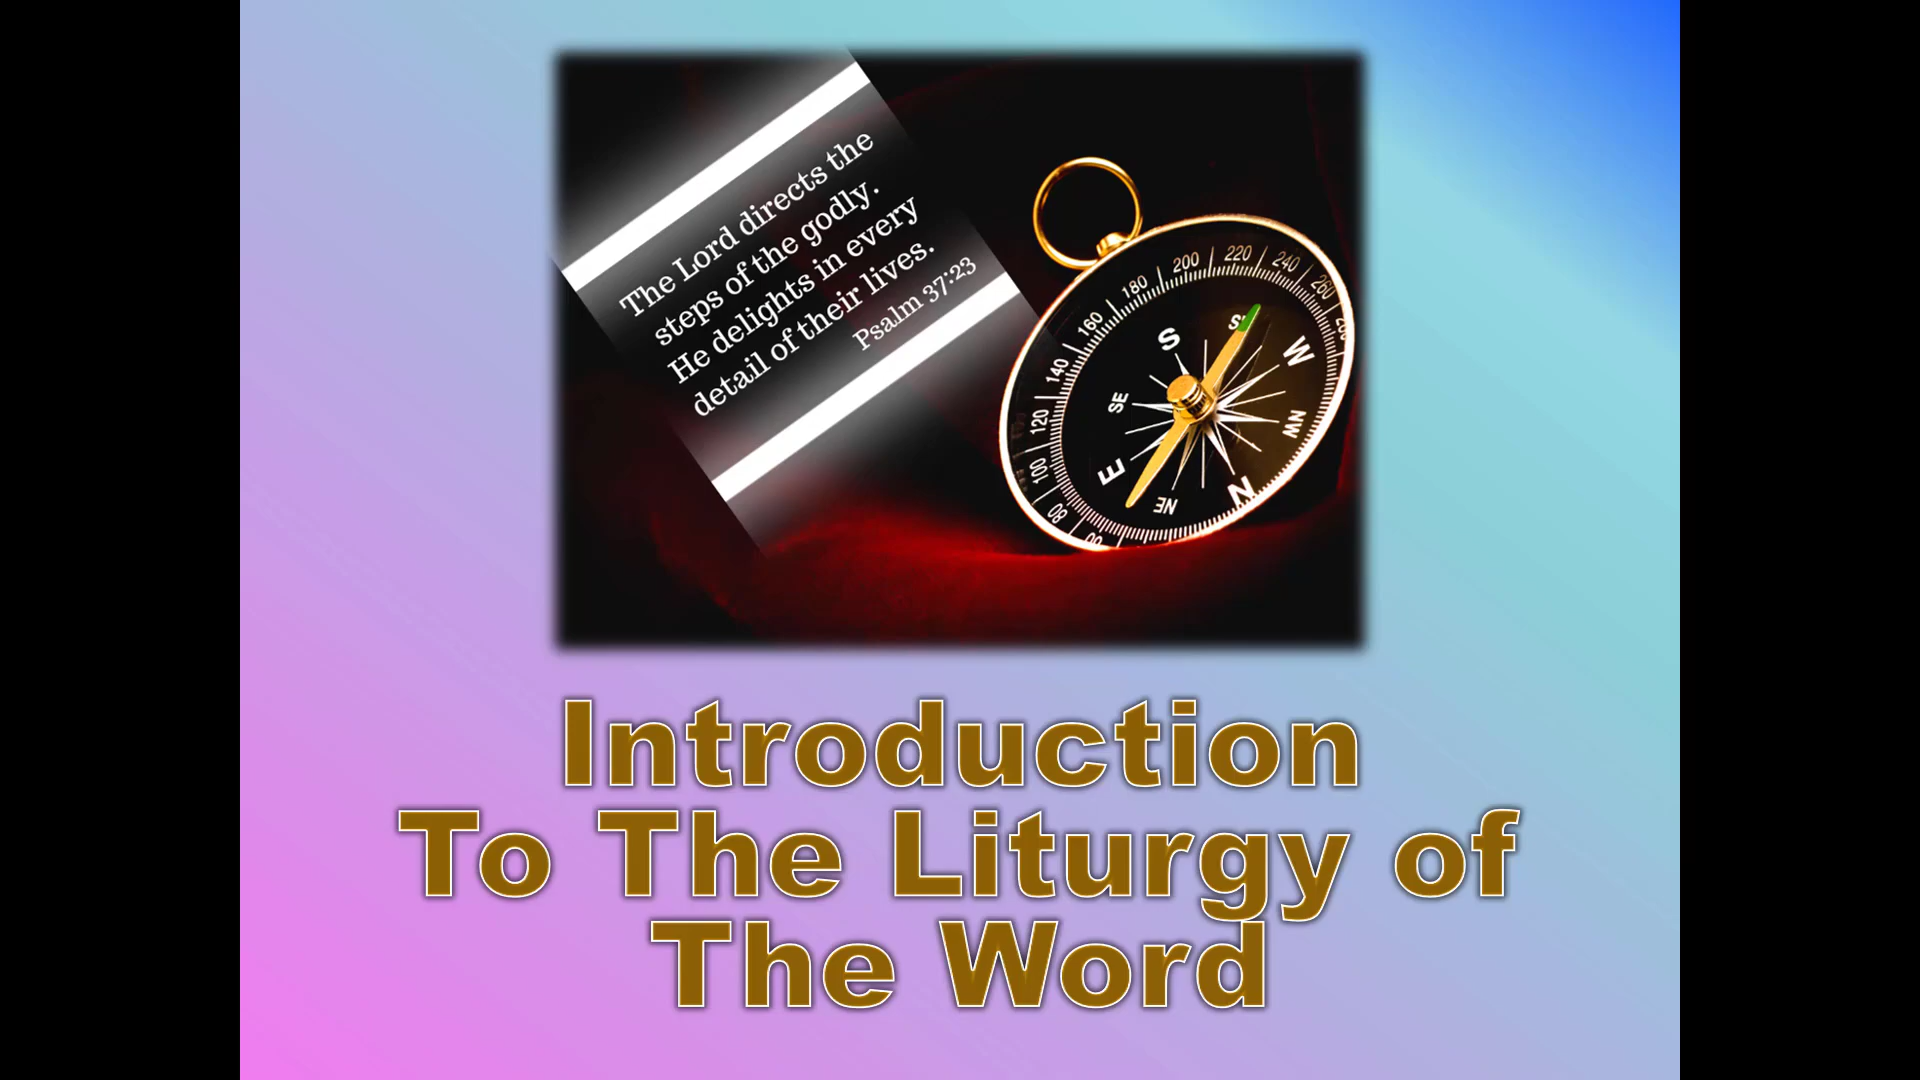 The Lord directs the
steps of the godly.
He delights in every
detail of their lives.
Psalm 37:23
80
100
120
140
160
180
200
220
240
260
S
W
SE
NW
E
NE
N
Introduction
To The Liturgy of
The Word